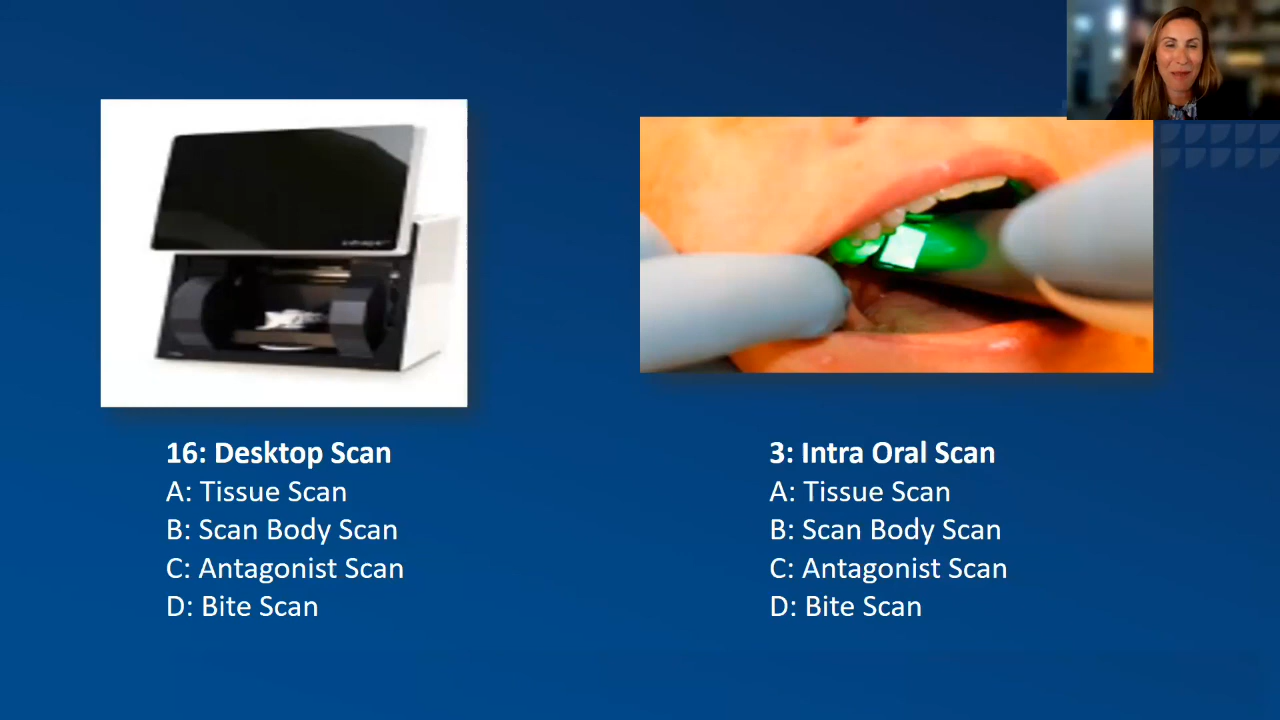 16: Desktop Scan
A: Tissue Scan
B: Scan Body Scan
C: Antagonist Scan
D: Bite Scan
3: Intra Oral Scan
A: Tissue Scan
B: Scan Body Scan
C: Antagonist Scan
D: Bite Scan